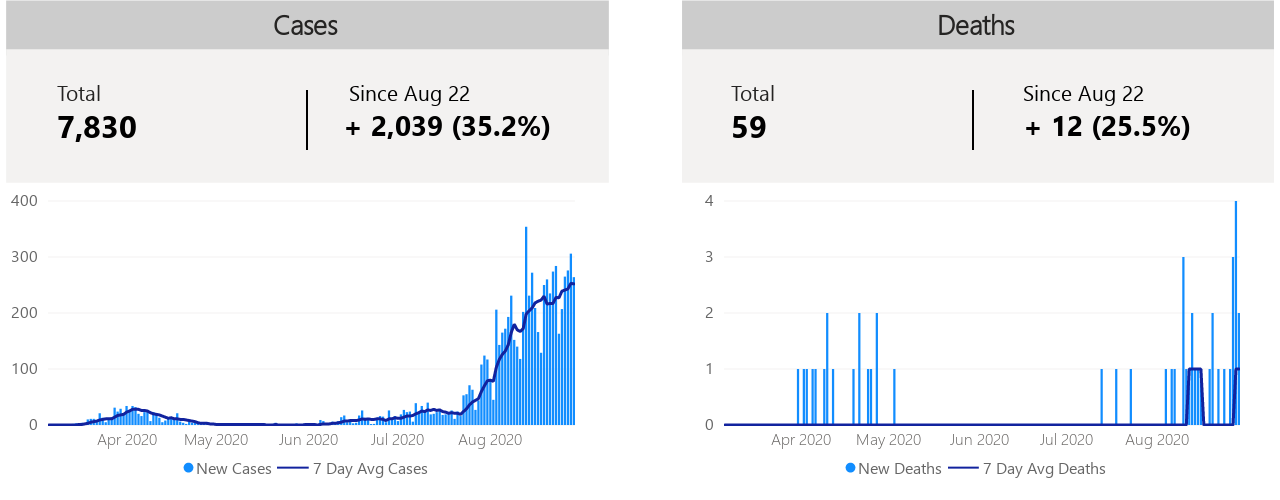 Cases
Total
7,830
Since Aug 22
+ 2,039 (35.2%)
400
300
200
100
0
Apr 2020 May 2020 Jun 2020 Jul 2020 Aug 2020
New Cases 7 Day Avg Cases
Deaths
Total
59
Since Aug 22
+ 12 (25.5%)
4
3
2
1
0
Apr 2020 May 2020 Jun 2020 Jul 2020 Aug 2020
New Deaths 7 Day Avg Deaths